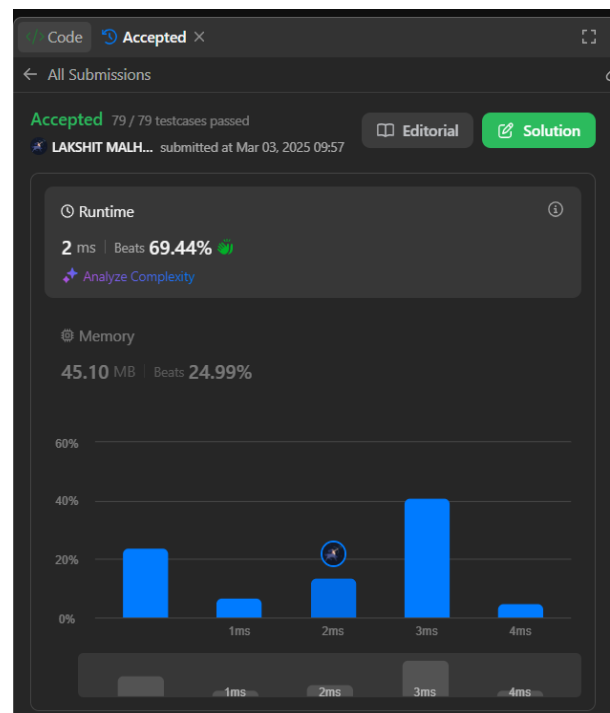 </> Code Accepted ×
← All Submissions
Accepted 79 / 79 testcases passed
LAKSHIT MALH... submitted at Mar 03, 2025 09:57
Editorial
Solution
Runtime
2 ms | Beats 69.44%
Analyze Complexity
Memory
45.10 MB | Beats 24.99%
60%
40%
20%
0%
1ms 2ms 3ms 4ms
1ms 2ms 3ms 4ms